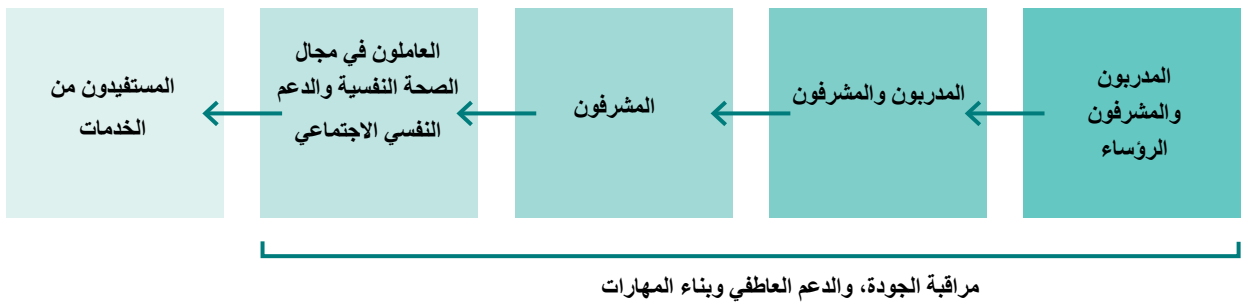 المدربون
والمشرفون
الرؤساء
المدربون والمشرفون
المشرفون
العاملون في مجال
الصحة النفسية والدعم
النفسي الاجتماعي
المستفيدون من
الخدمات
مراقبة الجودة، والدعم العاطفي وبناء المهارات